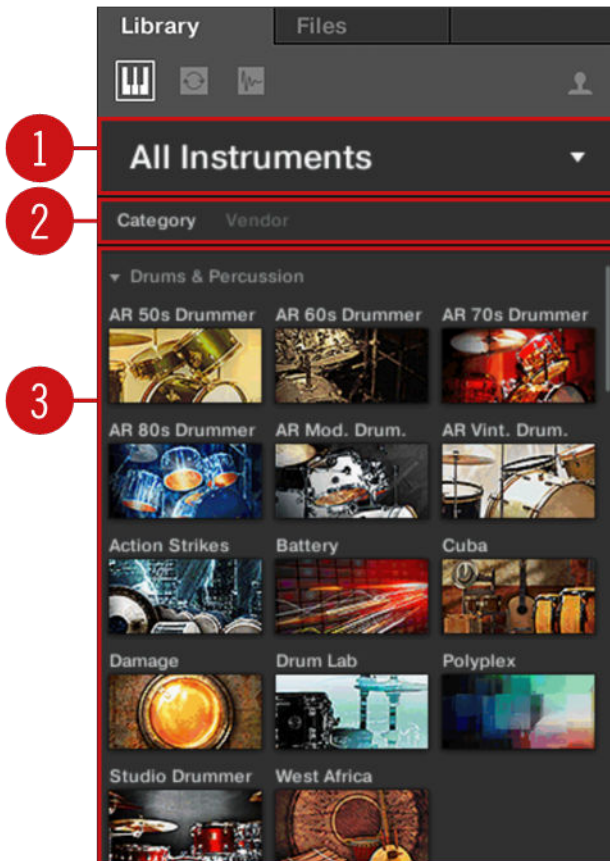 Library Files
1 All Instruments
2 Category Vendor
3
Drums & Percussion
AR 50s Drummer AR 60s Drummer AR 70s Drummer
AR 80s Drummer AR Mod. Drum. AR Vint. Drum.
Action Strikes Battery Cuba
Damage Drum Lab Polyplex
Studio Drummer West Africa